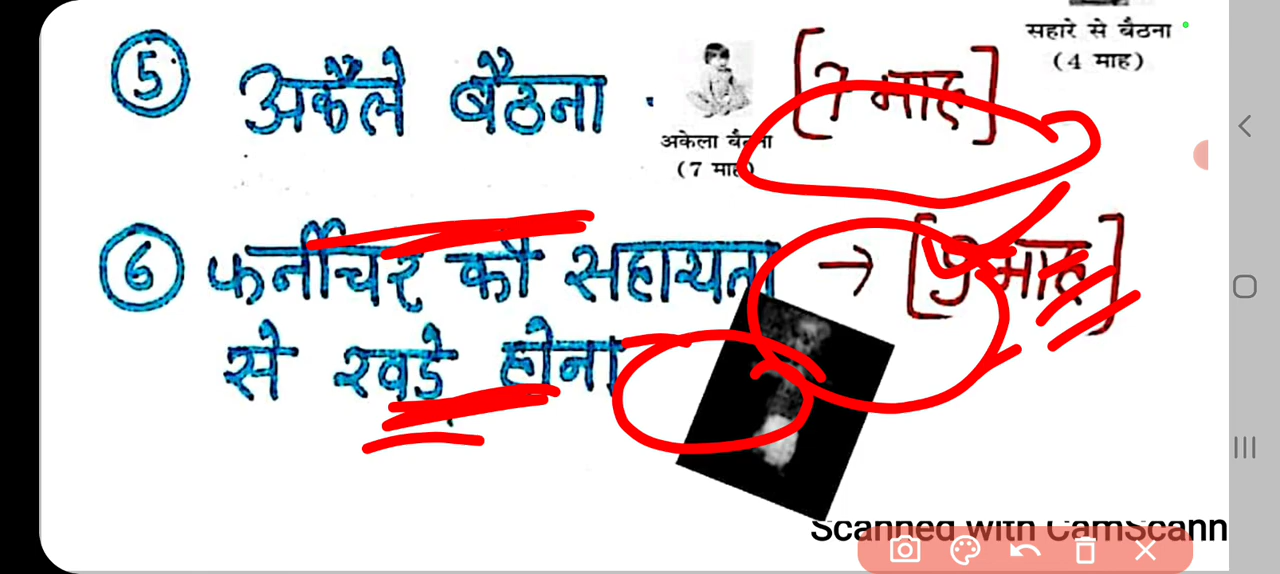 सहारे से बैठना
(4 माह)
5 अकेले बैठना . [7 माह]
अकेला बैठना
(7 माह)
6 फर्नीचर की सहायता → [9 माह]
से खड़े होना
Scanned with CamScann